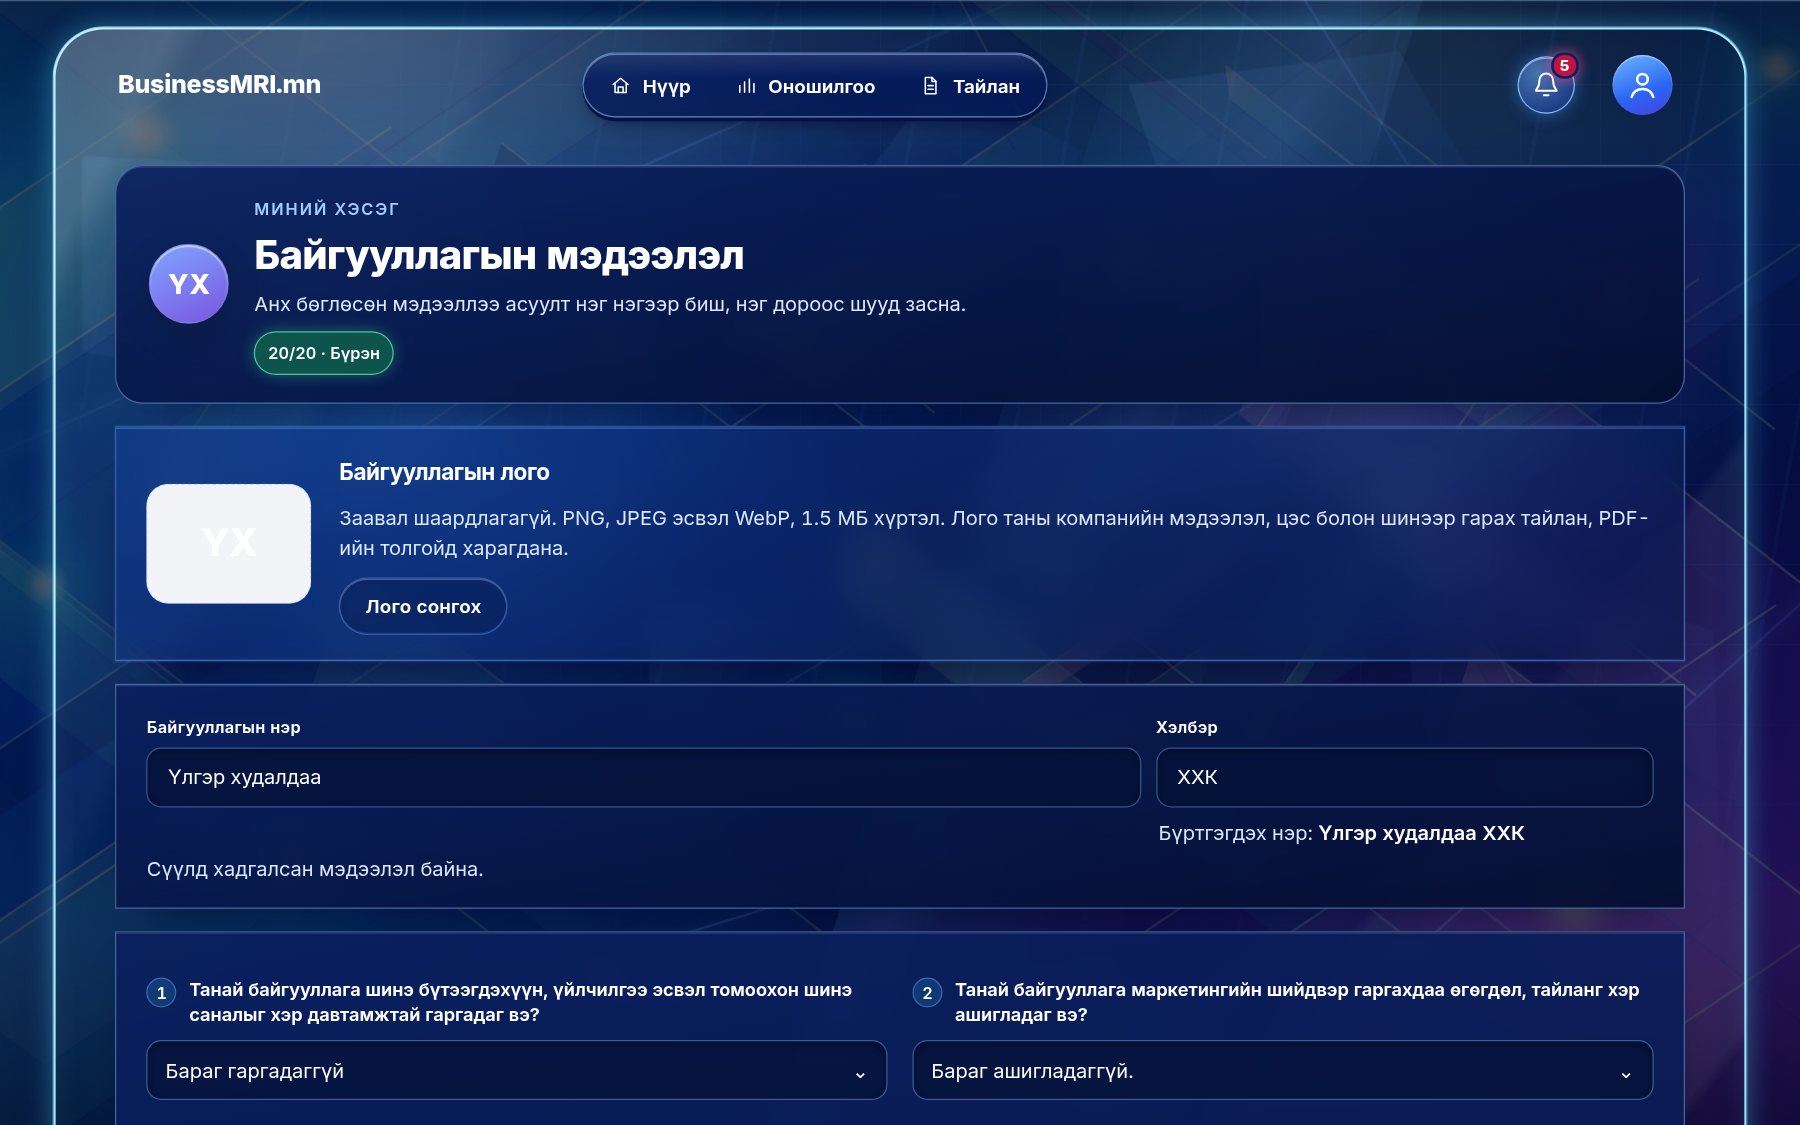 BusinessMRI.mn
Нүүр
Оношилгоо
Тайлан
5
МИНИЙ ХЭСЭГ
ҮХ
Байгууллагын мэдээлэл
Анх бөглөсөн мэдээллээ асуулт нэг нэгээр биш, нэг дороос шууд засна.
20/20 · Бүрэн
Байгууллагын лого
ҮХ
Заавал шаардлагагүй. PNG, JPEG эсвэл WebP, 1.5 МБ хүртэл. Лого таны компанийн мэдээлэл, цэс болон шинээр гарах тайлан, PDF-
ийн толгойд харагдана.
Лого сонгох
Байгууллагын нэр
Үлгэр худалдаа
Хэлбэр
ХХК
Бүртгэгдэх нэр: Үлгэр худалдаа ХХК
Сүүлд хадгалсан мэдээлэл байна.
1
Танай байгууллага шинэ бүтээгдэхүүн, үйлчилгээ эсвэл томоохон шинэ
саналыг хэр давтамжтай гаргадаг вэ?
Бараг гаргадаггүй
2
Танай байгууллага маркетингийн шийдвэр гаргахдаа өгөгдөл, тайланг хэр
ашигладаг вэ?
Бараг ашигладаггүй.